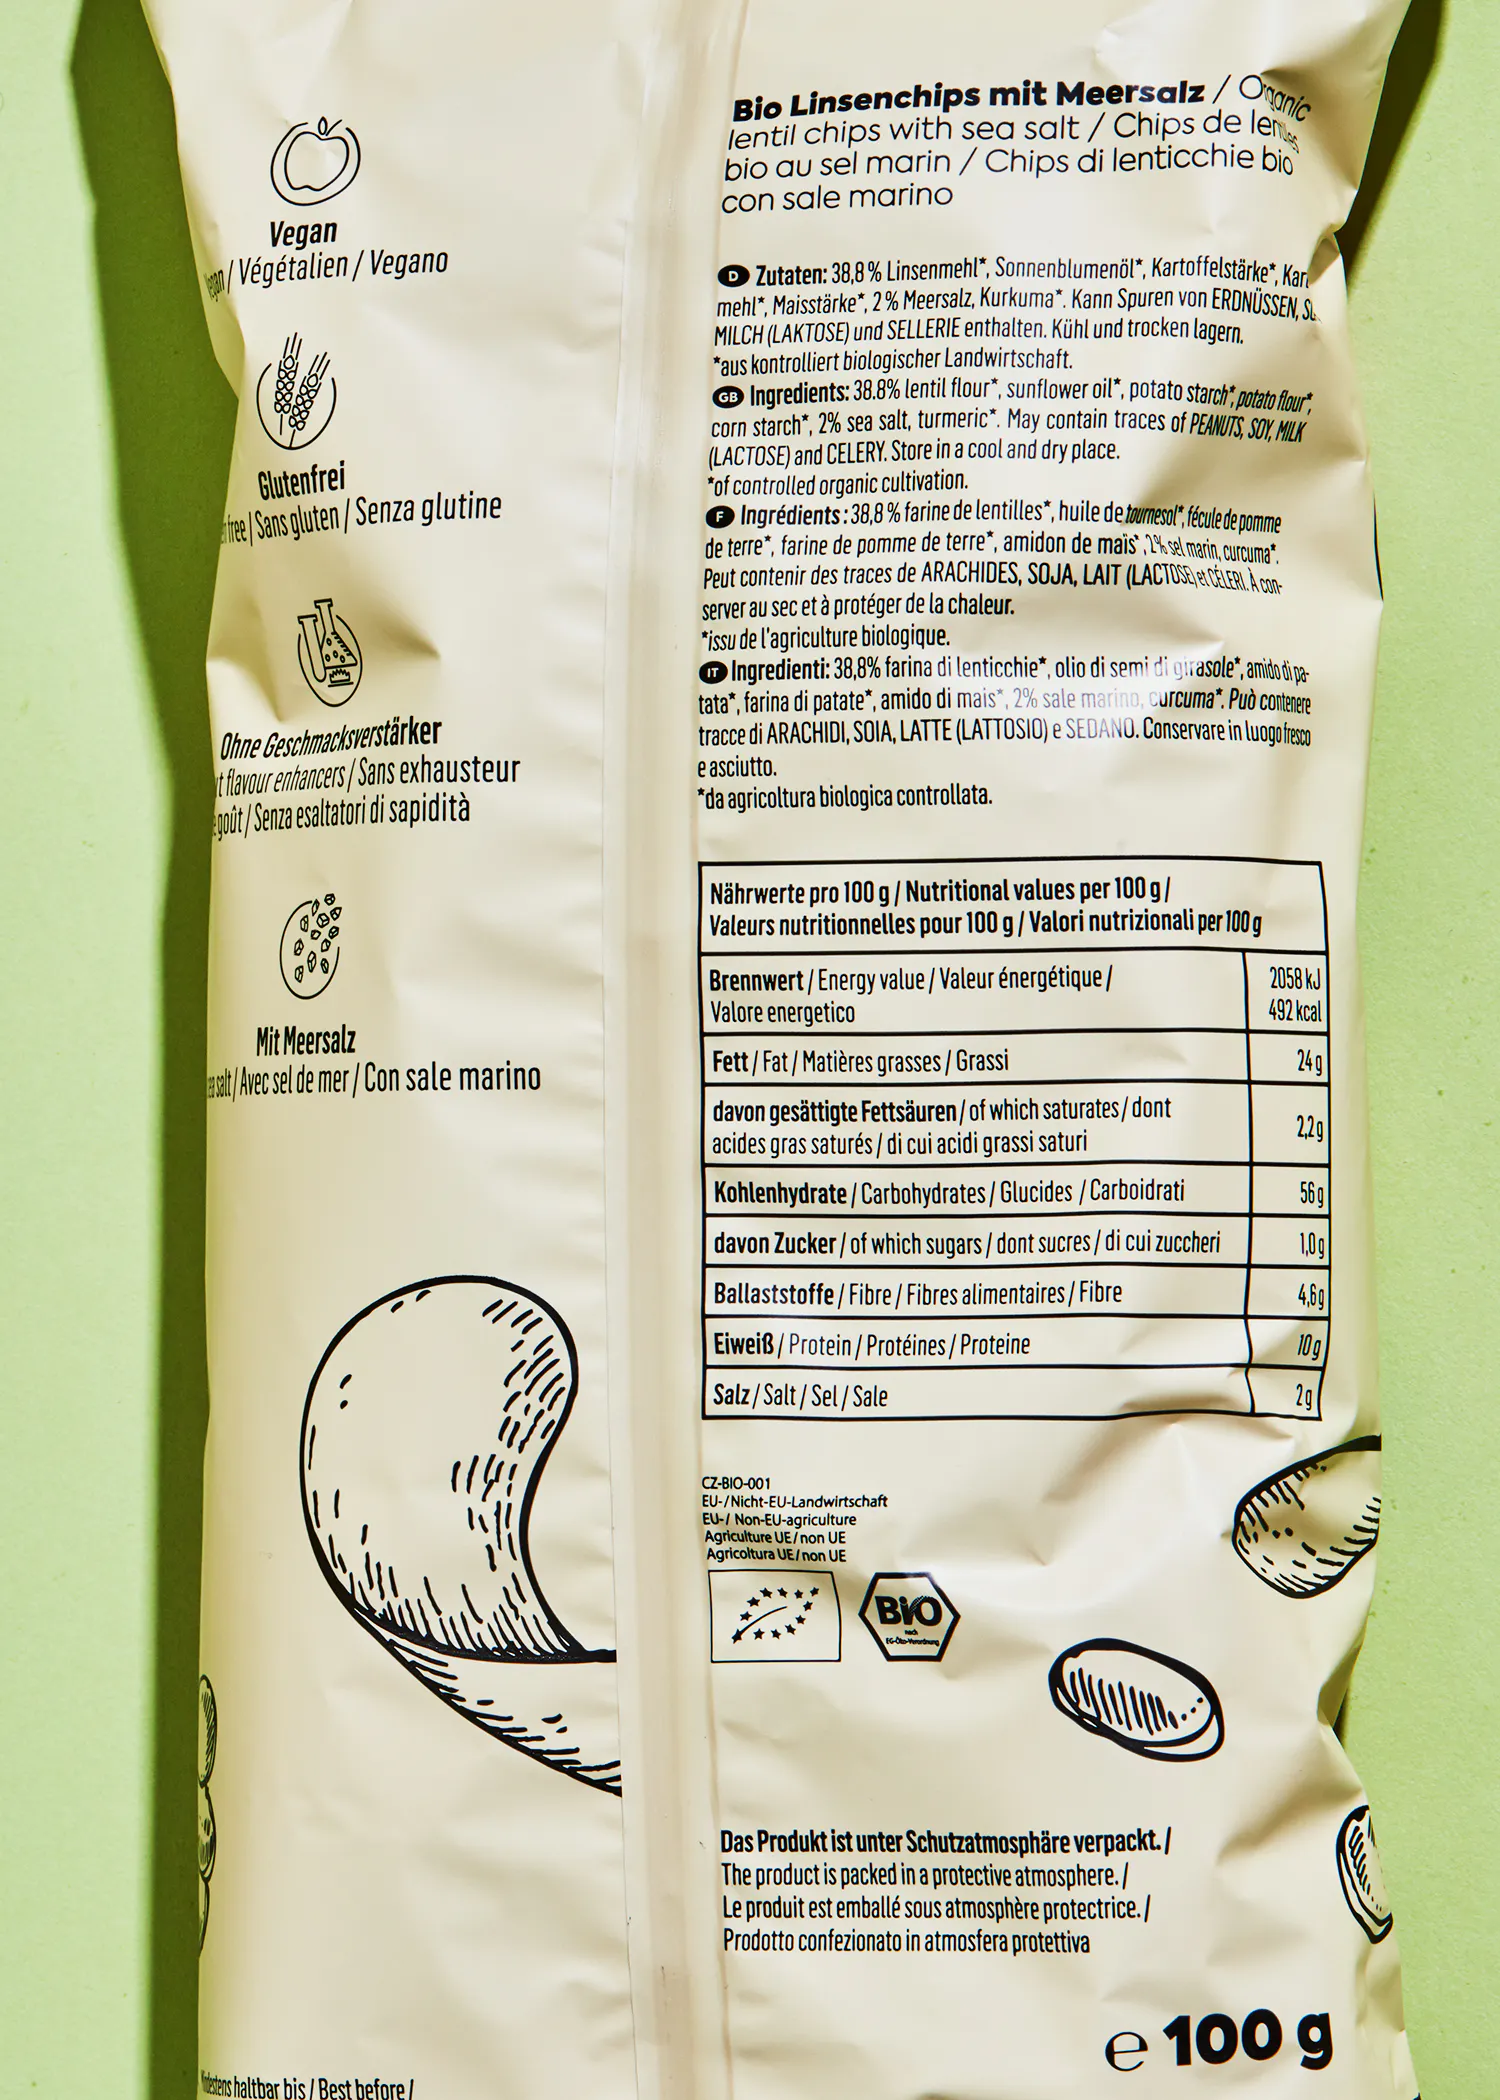 Vegan
/ Végétalien / Vegano
Glutenfrei
free / Sans gluten / Senza glutine
Ohne Geschmacksverstärker
flavour enhancers / Sans exhausteur
goût / Senza esaltatori di sapidità
Mit Meersalz
salt / Avec sel de mer / Con sale marino
haltbar bis / Best before /
Bio Linsenchips mit Meersalz / Organic
lentil chips with sea salt / Chips de lentilles
bio au sel marin / Chips di lenticchie bio
con sale marino
D Zutaten: 38,8 % Linsenmehl*, Sonnenblumenöl*, Kartoffelstärke*,
mehl*, Maisstärke*, 2 % Meersalz, Kurkuma*. Kann Spuren von ERDNÜSSEN,
MILCH (LAKTOSE) und SELLERIE enthalten. Kühl und trocken lagern.
*aus kontrolliert biologischer Landwirtschaft.
GB Ingredients: 38.8% lentil flour*, sunflower oil*, potato starch*, potato flour*,
corn starch*, 2% sea salt, turmeric*. May contain traces of PEANUTS, SOY, MILK
(LACTOSE) and CELERY. Store in a cool and dry place.
*of controlled organic cultivation.
F Ingrédients : 38,8 % farine de lentilles*, huile de tournesol*, fécule de pomme
de terre*, farine de pomme de terre*, amidon de maïs*, 2% sel marin, curcuma*.
Peut contenir des traces de ARACHIDES, SOJA, LAIT (LACTOSE) et CÉLERI. À con-
server au sec et à protéger de la chaleur.
*issu de l'agriculture biologique.
IT Ingredienti: 38,8% farina di lenticchie*, olio di semi di girasole*, amido di pa-
tata*, farina di patate*, amido di mais*, 2% sale marino, curcuma*. Può contenere
tracce di ARACHIDI, SOIA, LATTE (LATTOSIO) e SEDANO. Conservare in luogo fresco
e asciutto.
*da agricoltura biologica controllata.
Nährwerte pro 100 g / Nutritional values per 100 g /
Valeurs nutritionnelles pour 100 g / Valori nutrizionali per 100 g
Brennwert / Energy value / Valeur énergétique / 2058 kJ
Valore energetico 492 kcal
Fett / Fat / Matières grasses / Grassi 24 g
davon gesättigte Fettsäuren / of which saturates / dont
acides gras saturés / di cui acidi grassi saturi 2,2 g
Kohlenhydrate / Carbohydrates / Glucides / Carboidrati 56 g
davon Zucker / of which sugars / dont sucres / di cui zuccheri 1,0 g
Ballaststoffe / Fibre / Fibres alimentaires / Fibre 4,6 g
Eiweiß / Protein / Protéines / Proteine 10 g
Salz / Salt / Sel / Sale 2 g
CZ-BIO-001
EU-/Nicht-EU-Landwirtschaft
EU-/ Non-EU-agriculture
Agriculture UE/ non UE
Agricoltura UE/ non UE
BiO
nach
EG-Öko-Verordnung
Das Produkt ist unter Schutzatmosphäre verpackt. /
The product is packed in a protective atmosphere. /
Le produit est emballé sous atmosphère protectrice. /
Prodotto confezionato in atmosfera protettiva
e 100 g